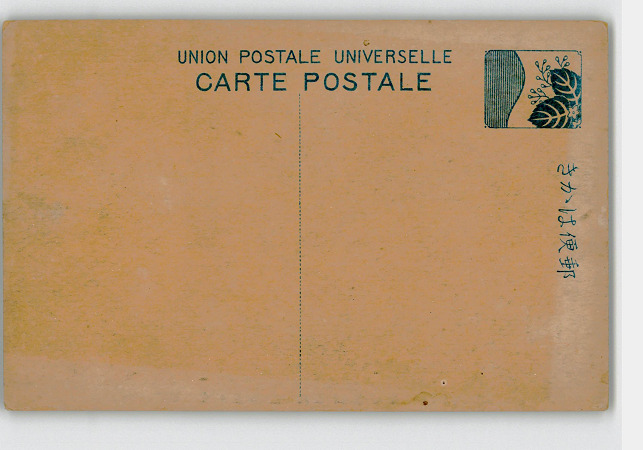 UNION POSTALE UNIVERSELLE
CARTE POSTALE
きかは便郵